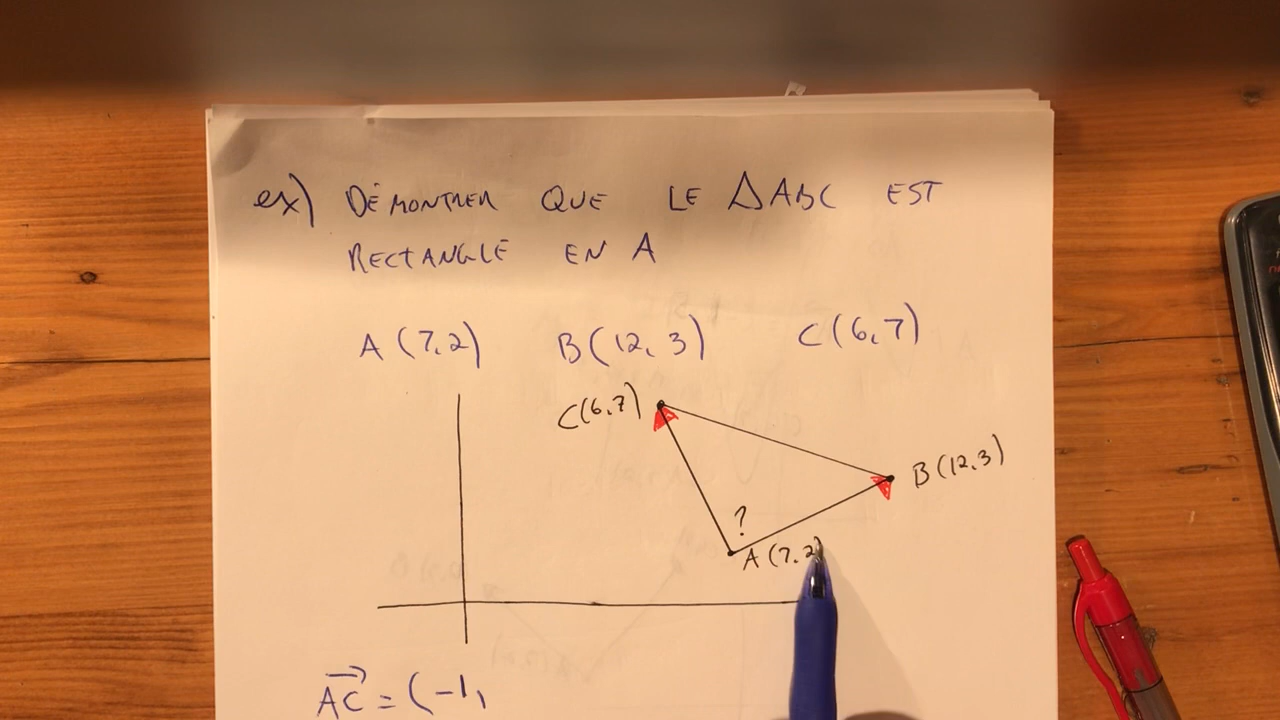 ex) DÉMONTRER QUE LE ΔABC EST
RECTANGLE EN A
A (7,2) B(12, 3) C(6,7)
C(6,7)
B(12,3)
?
A (7,2)
AC⃗ = (-1,